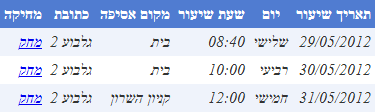 תאריך שיעור יום שעת שיעור מקום אסיפה כתובת מחיקה
29/05/2012 שלישי 08:40 בית גלבוע 2 מחק
30/05/2012 רביעי 10:00 בית גלבוע 2 מחק
31/05/2012 חמישי 12:00 קניון השרון גלבוע 2 מחק